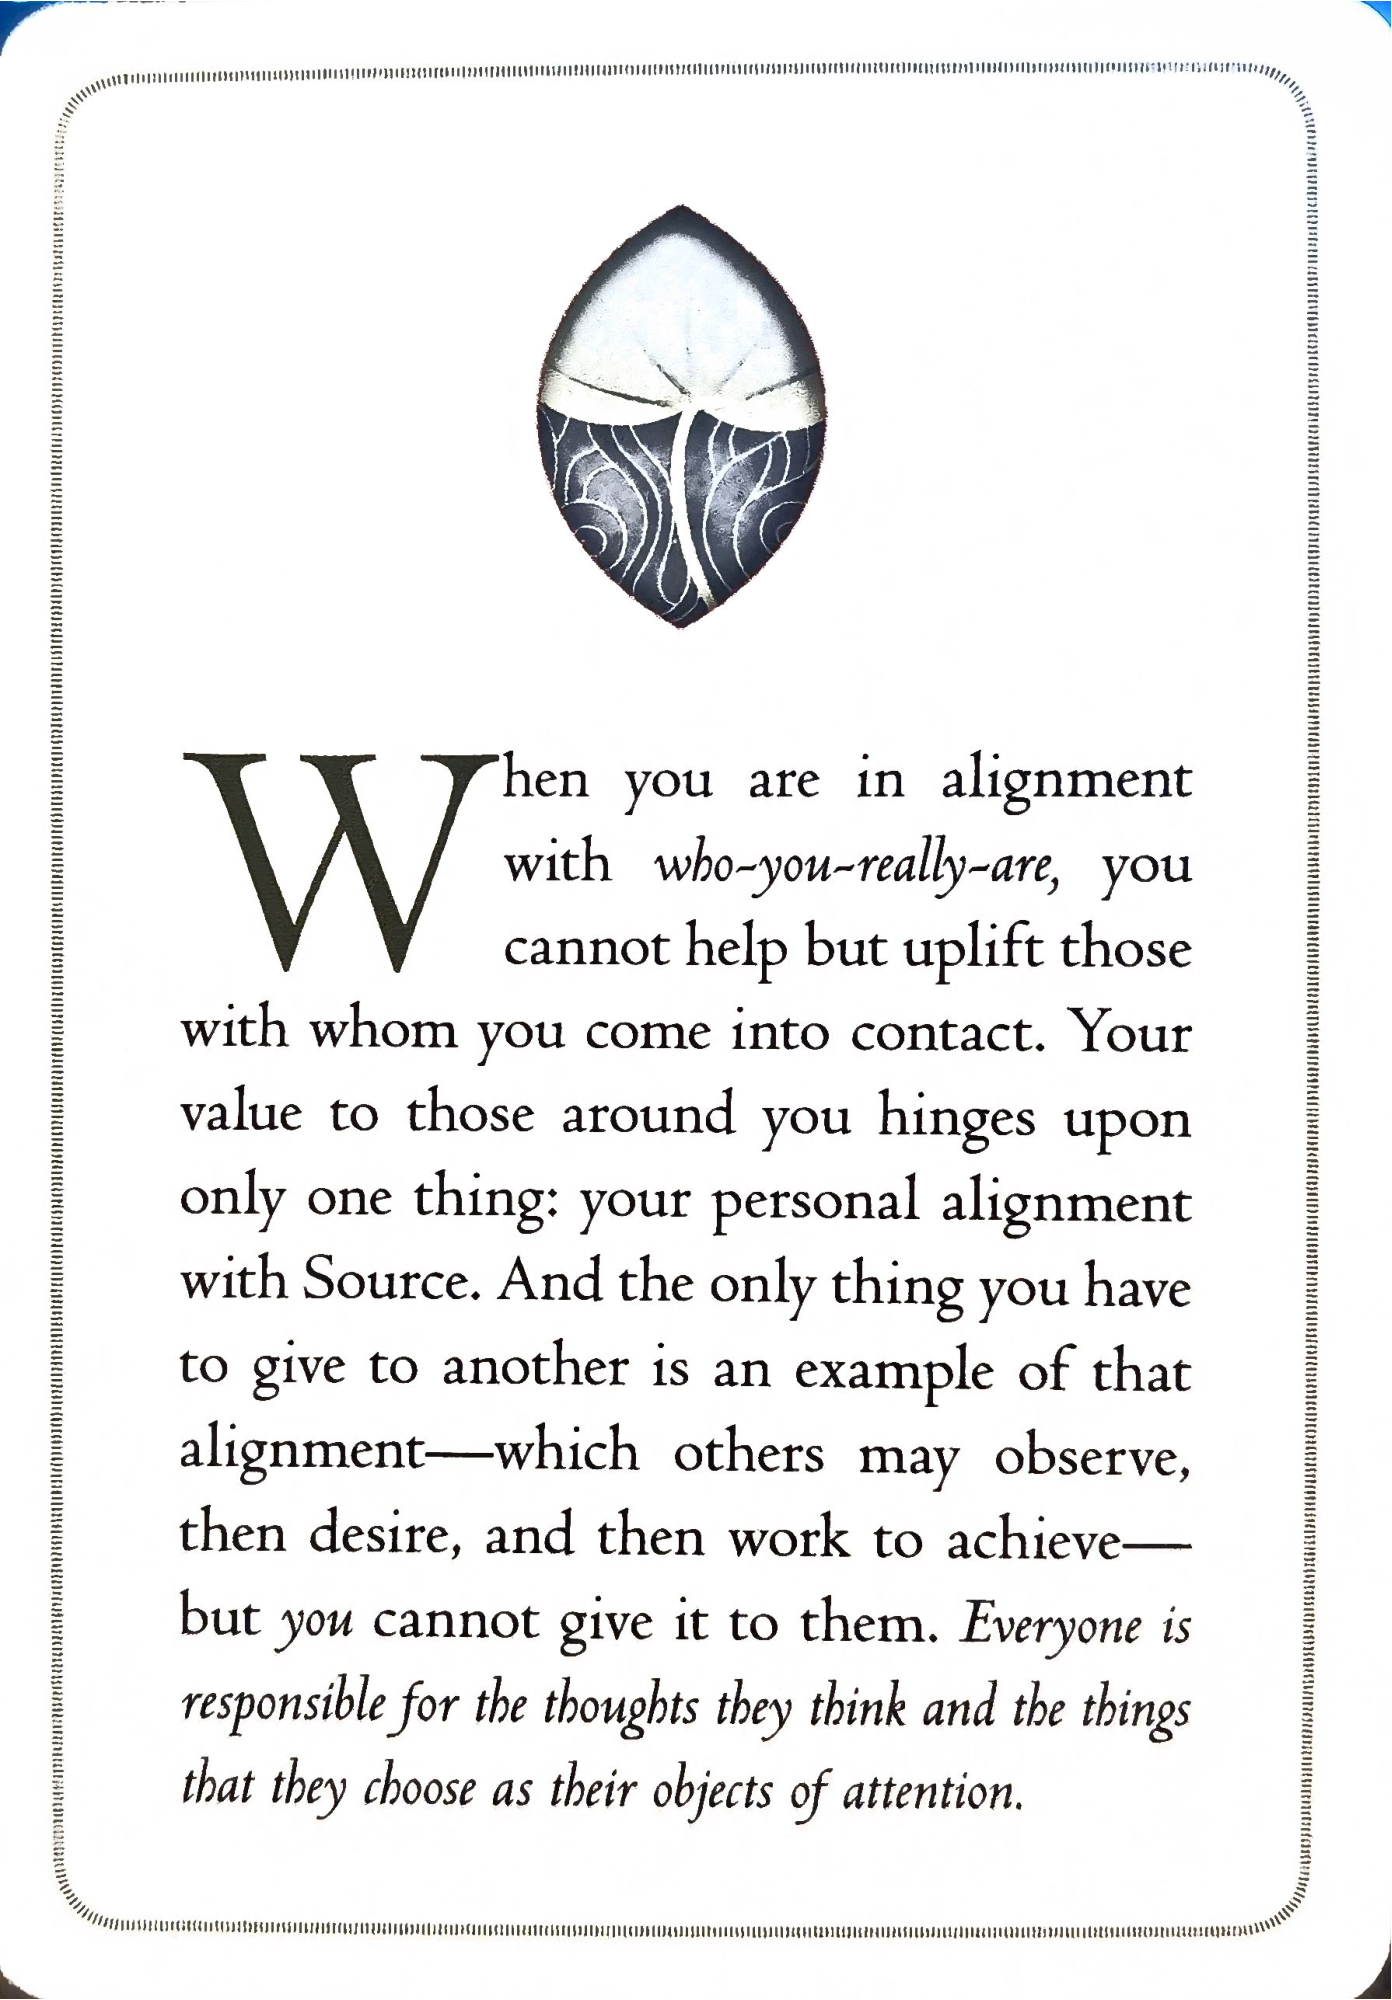 When you are in alignment
with who-you-really-are, you
cannot help but uplift those
with whom you come into contact. Your
value to those around you hinges upon
only one thing: your personal alignment
with Source. And the only thing you have
to give to another is an example of that
alignment—which others may observe,
then desire, and then work to achieve—
but you cannot give it to them. Everyone is
responsible for the thoughts they think and the things
that they choose as their objects of attention.